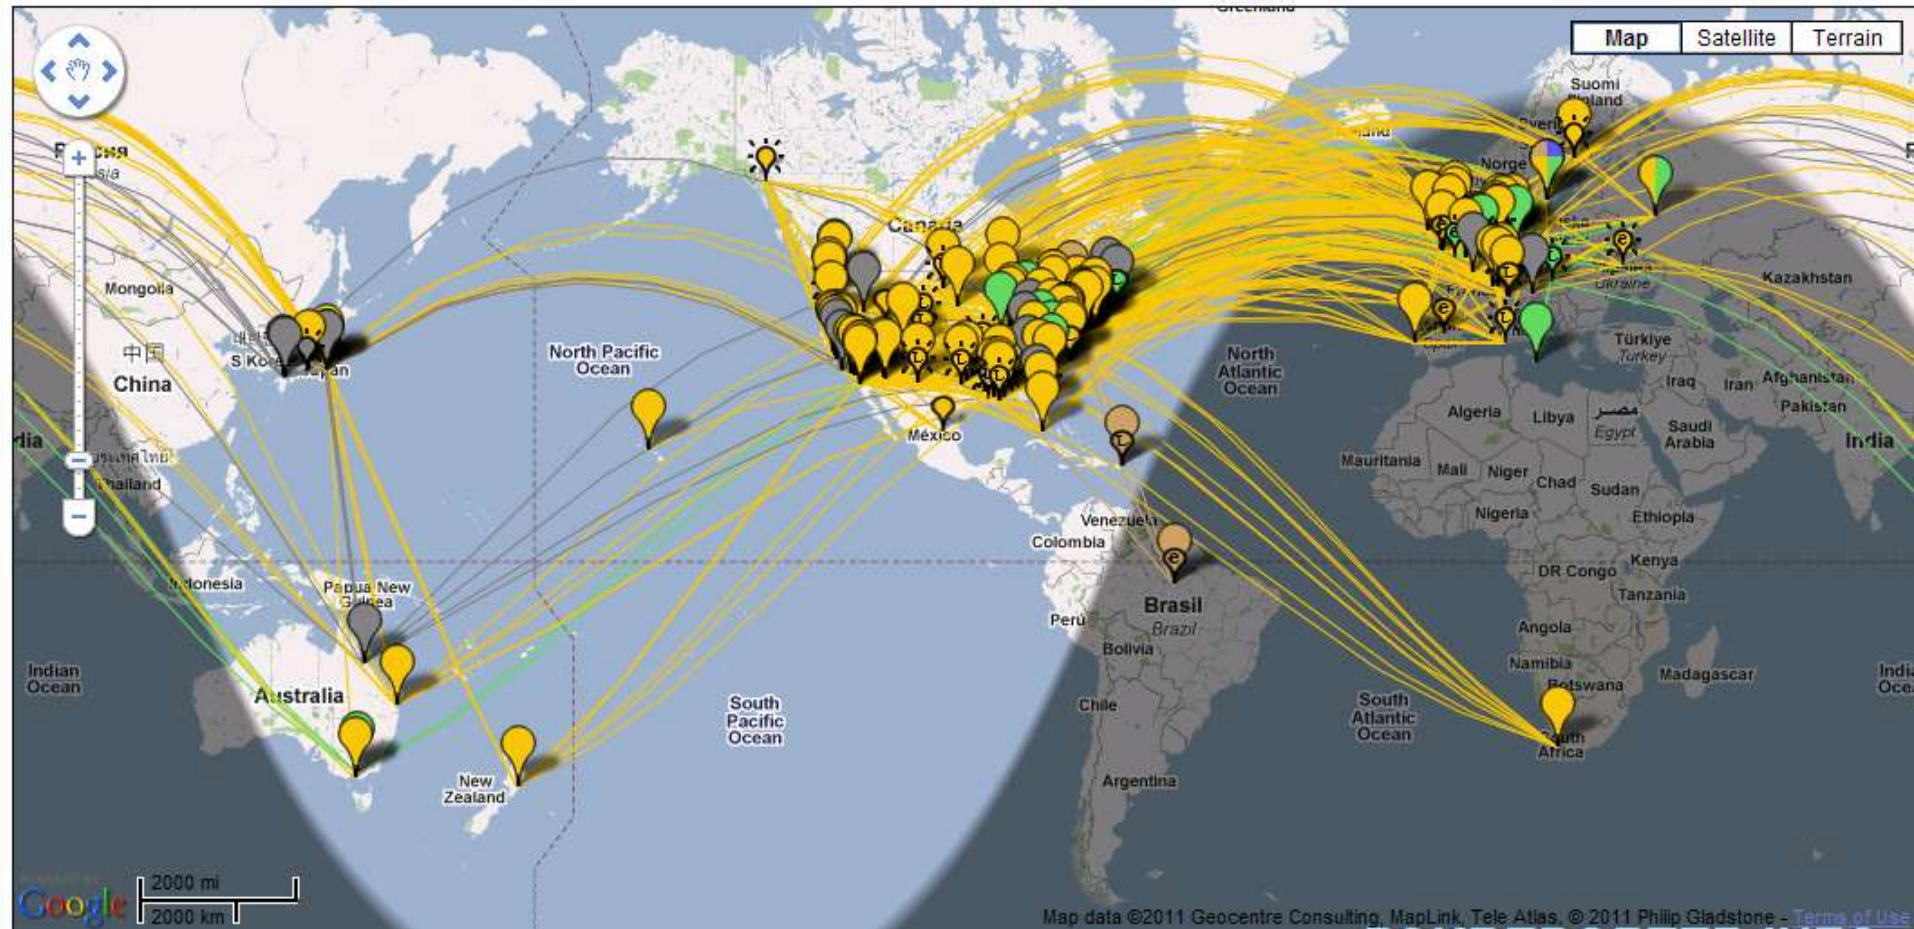 Greenland
Map
Satellite
Terrain
Suomi
Finland
Norge
Canada
Mongolia
Kazakhstan
Ukraine
中国
China
North Pacific
Ocean
North
Atlantic
Ocean
Türkiye
Turkey
Iraq
Iran
Afghanistan
Pakistan
México
Algeria
Libya
مصر
Egypt
Saudi
Arabia
India
Mauritania
Mali
Niger
Chad
Sudan
Thailand
Venezuela
Colombia
Nigeria
Ethiopia
Indonesia
Papua New
Guinea
DR Congo
Kenya
Tanzania
Perú
Brasil
Brazil
Bolivia
Angola
Namibia
Botswana
Madagascar
Indian
Ocean
Australia
South
Pacific
Ocean
Chile
South
Atlantic
Ocean
South
Africa
New
Zealand
Argentina
POWERED BY
Google
2000 mi
2000 km
Map data ©2011 Geocentre Consulting, MapLink, Tele Atlas, © 2011 Philip Gladstone - Terms of Use